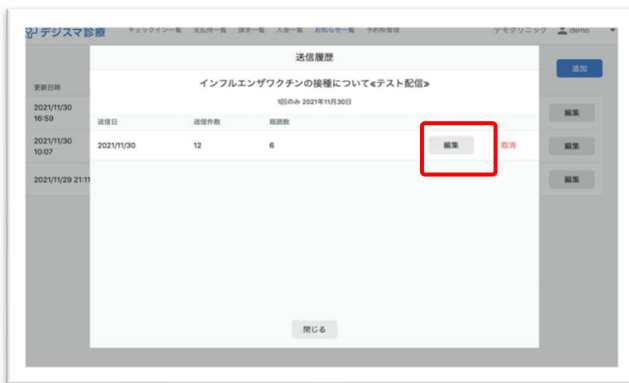 デジスマ診療 チェックイン一覧 支払待一覧 請求一覧 入庫一覧 お知らせ一覧 予約枠管理 デモクリニック demo
送信履歴
追加
インフルエンザワクチンの接種について≪テスト配信≫
更新日時
1回のみ 2021年11月30日
2021/11/30
16:59
編集
送信日 送信件数 既読数
2021/11/30
10:07
2021/11/30 12 6 編集 取消
編集
2021/11/29 21:11
編集
閉じる